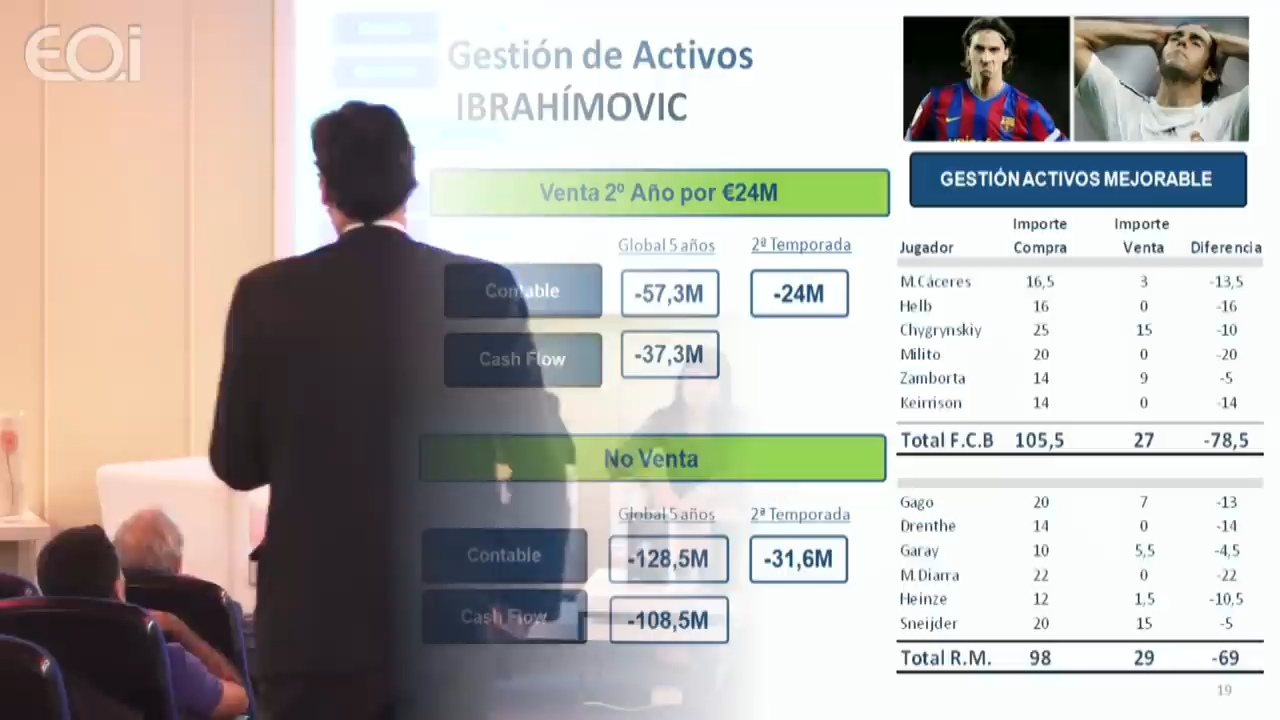 EOi
Gestión de Activos
IBRAHÍMOVIC
Venta 2º Año por €24M
Global 5 años 2ª Temporada
Contable -57,3M -24M
Cash Flow -37,3M
No Venta
Global 5 años 2ª Temporada
Contable -128,5M -31,6M
Cash Flow -108,5M
GESTIÓN ACTIVOS MEJORABLE
Importe Importe
Jugador Compra Venta Diferencia
M.Cáceres 16,5 3 -13,5
Helb 16 0 -16
Chygrynskiy 25 15 -10
Milito 20 0 -20
Zamborta 14 9 -5
Keirrison 14 0 -14
Total F.C.B 105,5 27 -78,5
Gago 20 7 -13
Drenthe 14 0 -14
Garay 10 5,5 -4,5
M.Diarra 22 0 -22
Heinze 12 1,5 -10,5
Sneijder 20 15 -5
Total R.M. 98 29 -69
19